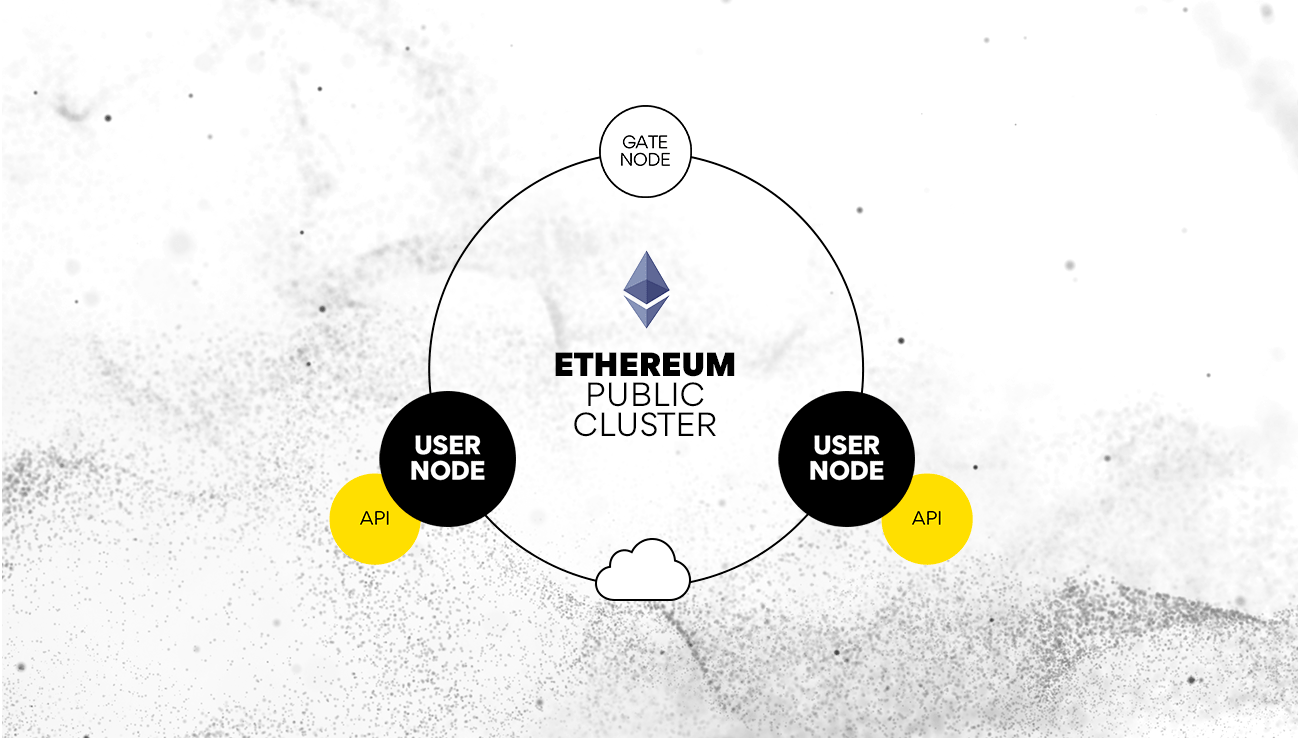 GATE
NODE
ETHEREUM
PUBLIC
CLUSTER
USER
NODE
API
USER
NODE
API